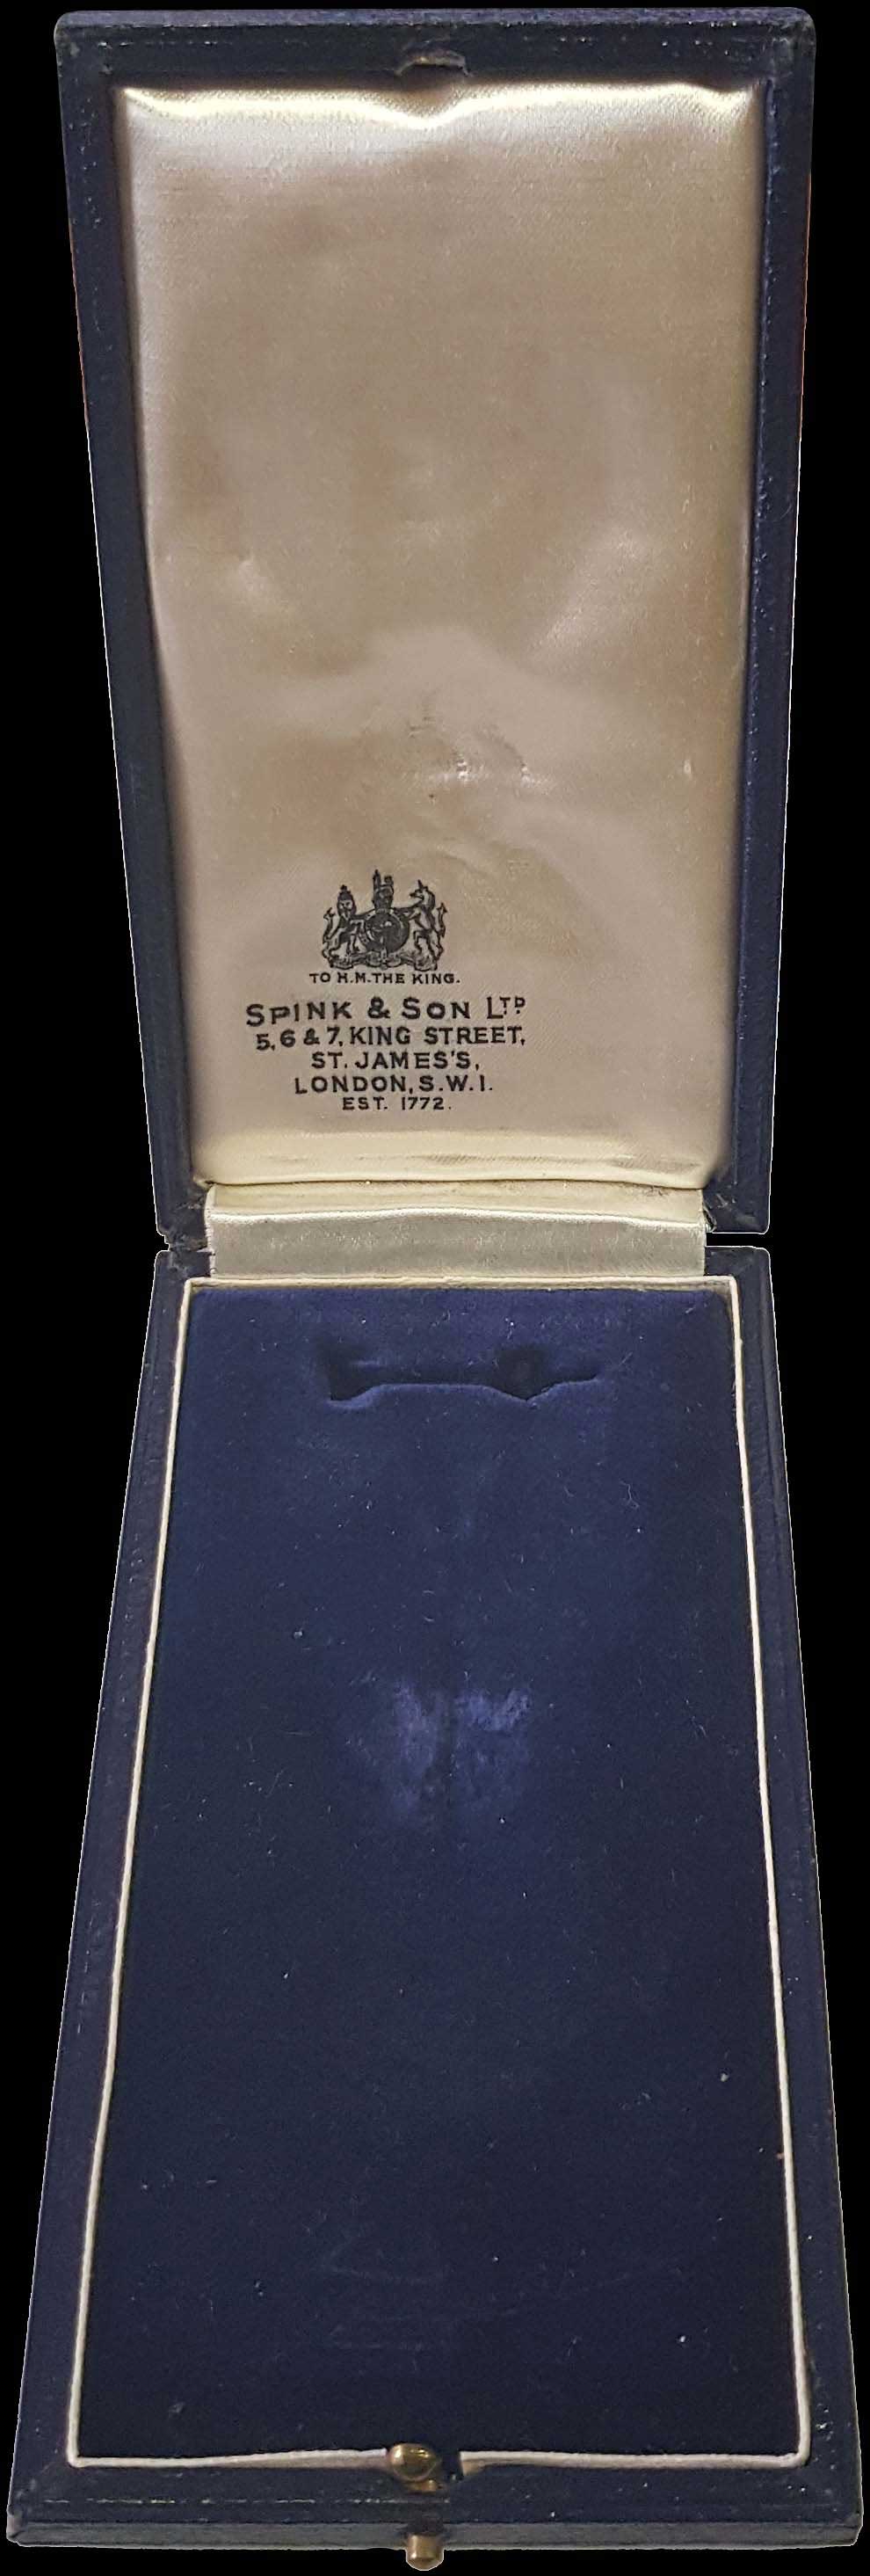 TO H.M. THE KING.
SPINK & SON LTD
5, 6 & 7, KING STREET,
ST. JAMES'S,
LONDON, S.W.1.
EST. 1772.